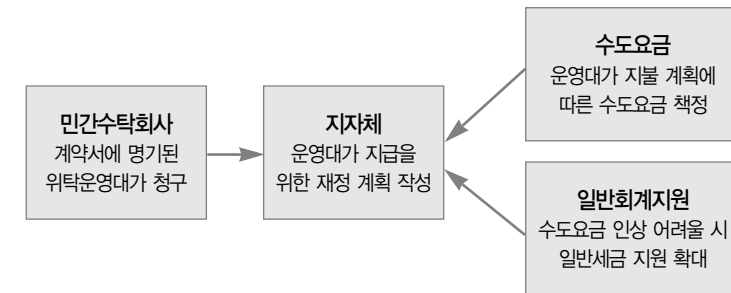 민간수탁회사
계약서에 명기된
위탁운영대가 청구
지자체
운영대가 지급을
위한 재정 계획 작성
수도요금
운영대가 지불 계획에
따른 수도요금 책정
일반회계지원
수도요금 인상 어려울 시
일반세금 지원 확대